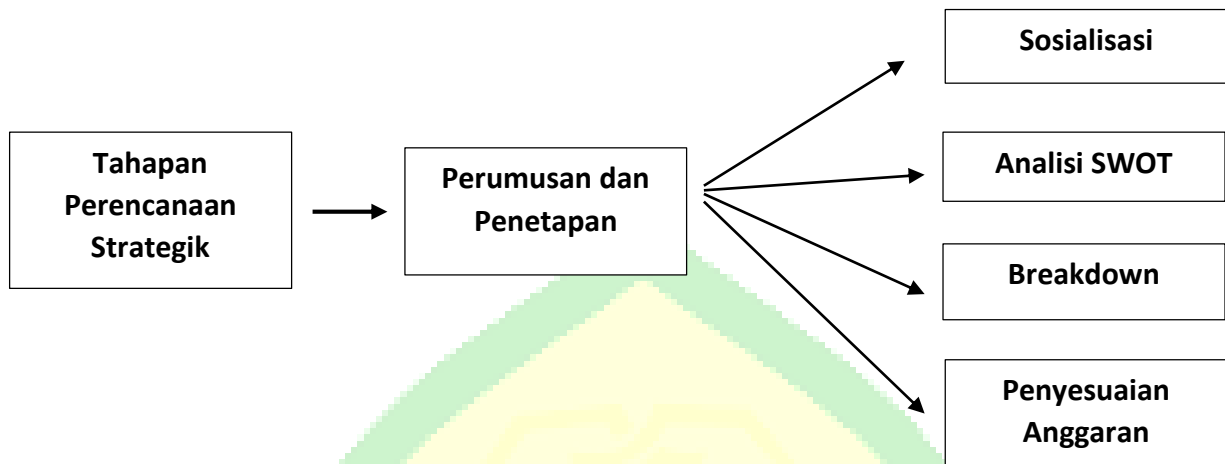 Tahapan
Perencanaan
Strategik
Perumusan dan
Penetapan
Sosialisasi
Analisi SWOT
Breakdown
Penyesuaian
Anggaran